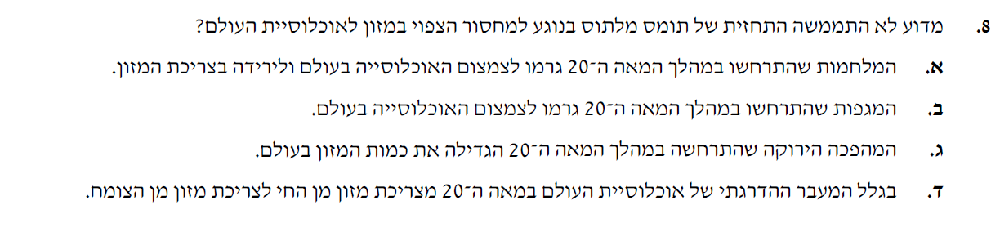 8. מדוע לא התממשה התחזית של תומס מלתוס בנוגע למחסור הצפוי במזון לאוכלוסיית העולם?
א. המלחמות שהתרחשו במהלך המאה ה־20 גרמו לצמצום האוכלוסייה בעולם ולירידה בצריכת המזון.
ב. המגפות שהתרחשו במהלך המאה ה־20 גרמו לצמצום האוכלוסייה בעולם.
ג. המהפכה הירוקה שהתרחשה במהלך המאה ה־20 הגדילה את כמות המזון בעולם.
ד. בגלל המעבר ההדרגתי של אוכלוסיית העולם במאה ה־20 מצריכת מזון מן החי לצריכת מזון מן הצומח.